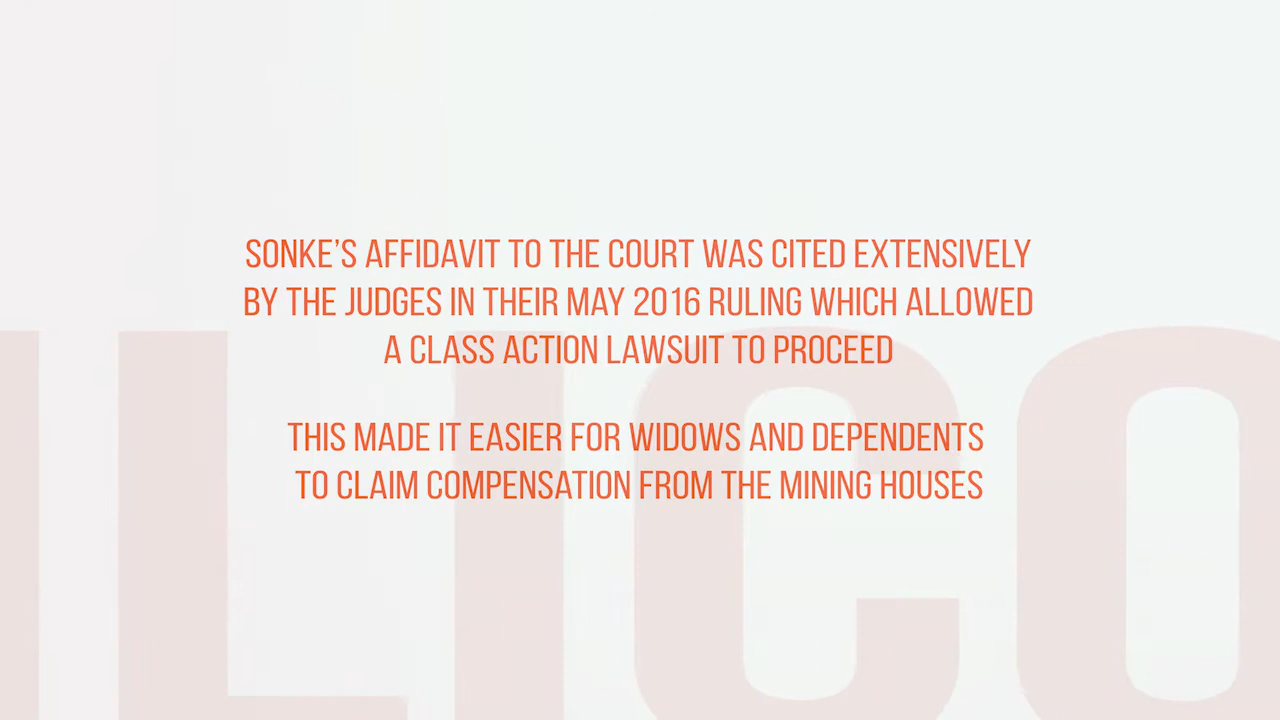 SONKE'S AFFIDAVIT TO THE COURT WAS CITED EXTENSIVELY
BY THE JUDGES IN THEIR MAY 2016 RULING WHICH ALLOWED
A CLASS ACTION LAWSUIT TO PROCEED
THIS MADE IT EASIER FOR WIDOWS AND DEPENDENTS
TO CLAIM COMPENSATION FROM THE MINING HOUSES
ILICO